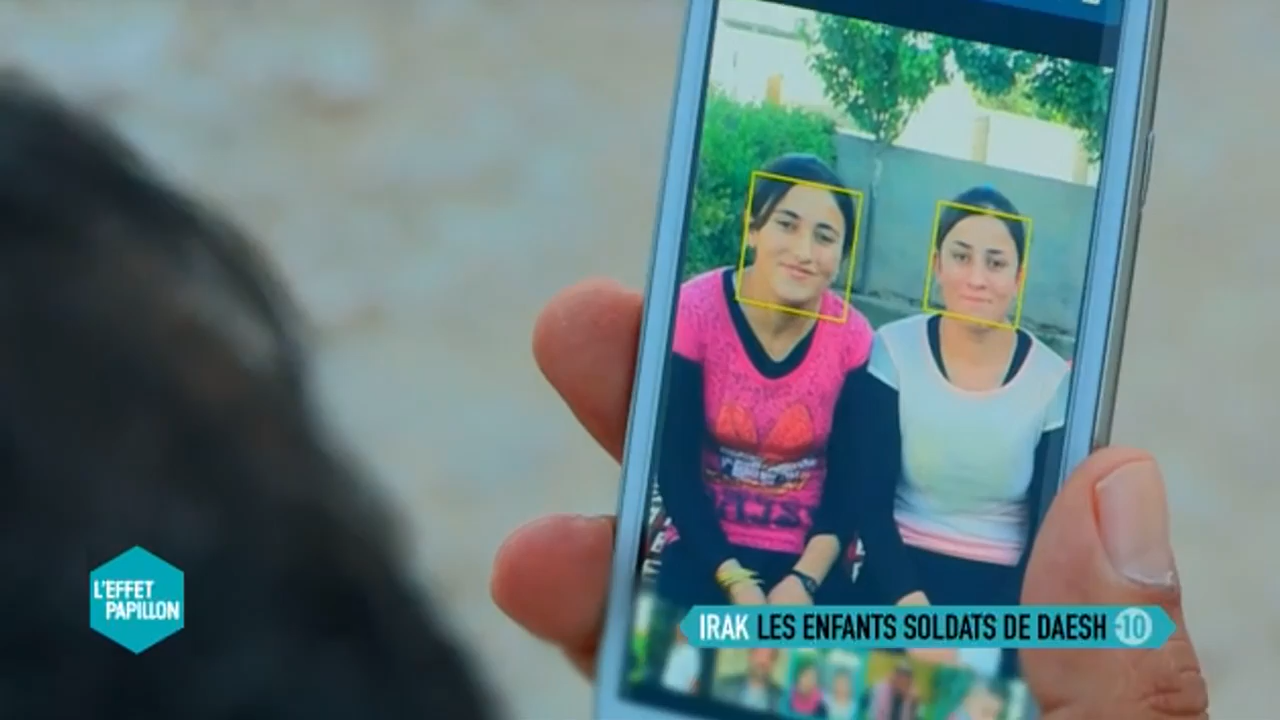 L'EFFET
PAPILLON
IRAK LES ENFANTS SOLDATS DE DAESH -10